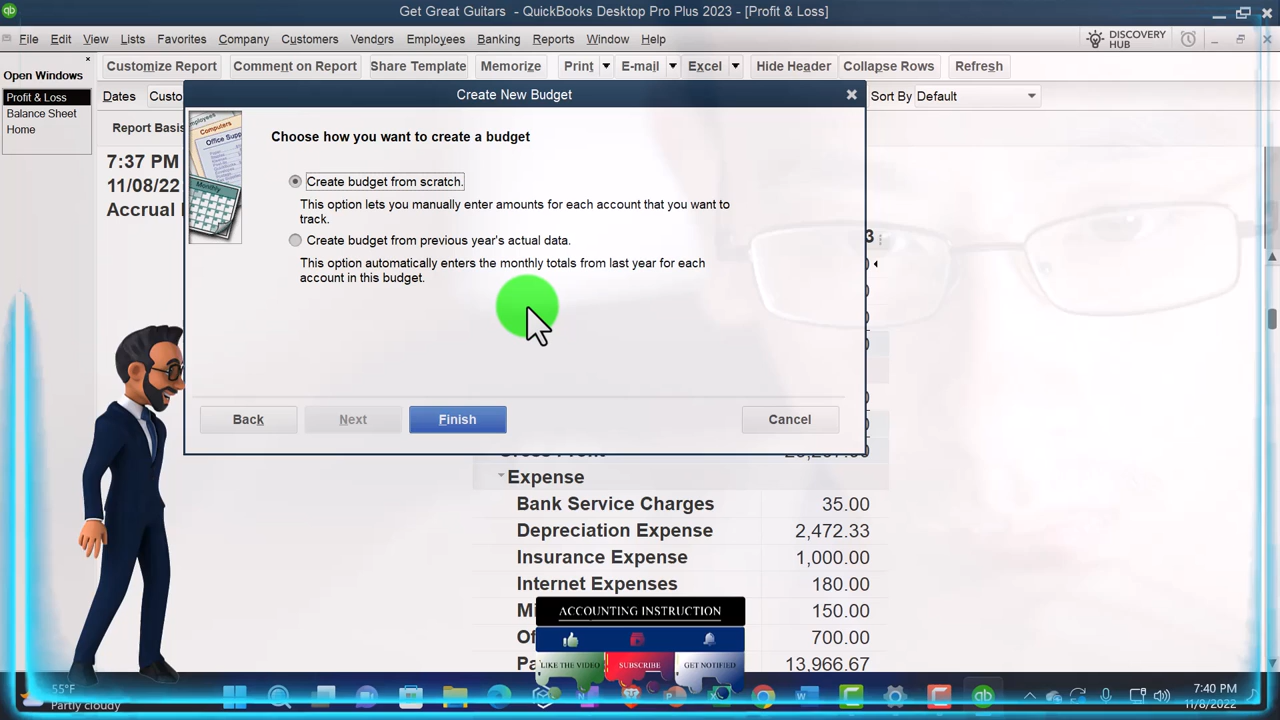 Get Great Guitars - QuickBooks Desktop Pro Plus 2023 - [Profit & Loss]
File Edit View Lists Favorites Company Customers Vendors Employees Banking Reports Window Help
DISCOVERY HUB
Open Windows
Profit & Loss
Balance Sheet
Home
Customize Report Comment on Report Share Template Memorize Print E-mail Excel Hide Header Collapse Rows Refresh
Dates Sort By Default
Create New Budget
7:37 PM
11/08/22
Accrual
Choose how you want to create a budget
Create budget from scratch.
This option lets you manually enter amounts for each account that you want to
track.
Create budget from previous year's actual data.
This option automatically enters the monthly totals from last year for each
account in this budget.
Back Next Finish Cancel
Expense
Bank Service Charges 35.00
Depreciation Expense 2,472.33
Insurance Expense 1,000.00
Internet Expenses 180.00
150.00
700.00
13,966.67
ACCOUNTING INSTRUCTION
LIKE THE VIDEO SUBSCRIBE GET NOTIFIED
55°F
Partly cloudy
7:40 PM
11/8/2022